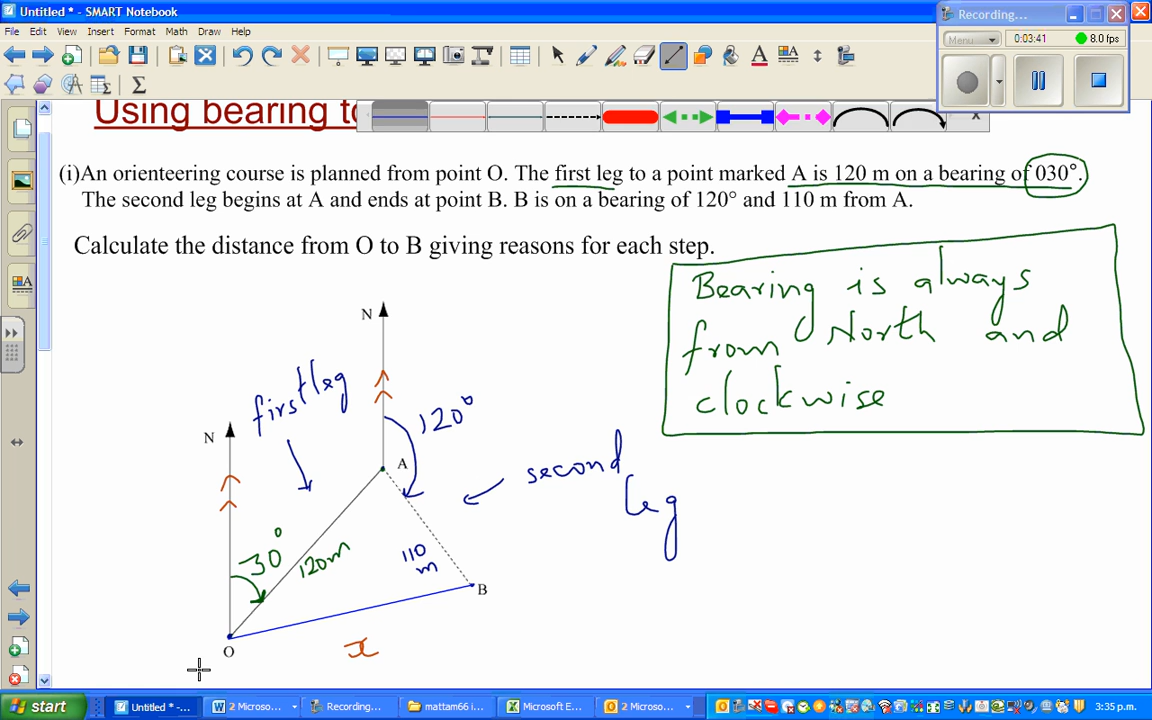 Untitled * - SMART Notebook
Recording...
File Edit View Insert Format Math Draw Help
Menu
0:03:41
8.0 fps
Using bearing to
(i)An orienteering course is planned from point O. The first leg to a point marked A is 120 m on a bearing of 030°.
The second leg begins at A and ends at point B. B is on a bearing of 120° and 110 m from A.
Calculate the distance from O to B giving reasons for each step.
Bearing is always
from North and
clockwise
N
first leg
120°
N
A
second
leg
30°
120m
110
m
B
O
x
start
Untitled * -...
2 Microso...
Recording...
mattam66 i...
Microsoft E...
2 Microso...
3:35 p.m.